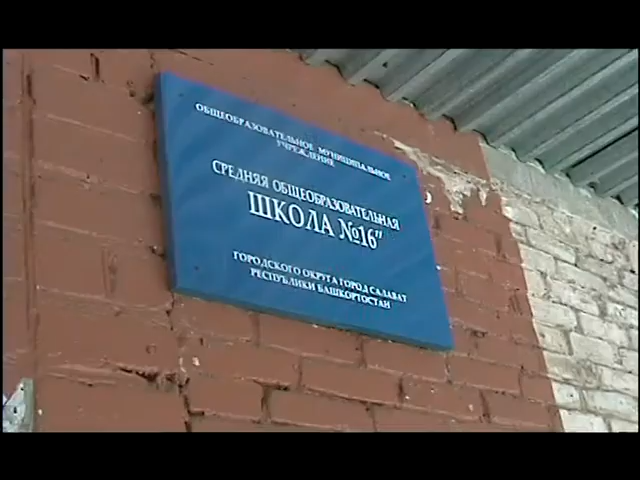 ОБЩЕОБРАЗОВАТЕЛЬНОЕ МУНИЦИПАЛЬНОЕ
УЧРЕЖДЕНИЕ
СРЕДНЯЯ ОБЩЕОБРАЗОВАТЕЛЬНАЯ
ШКОЛА №16"
ГОРОДСКОГО ОКРУГА ГОРОД САЛАВАТ
РЕСПУБЛИКИ БАШКОРТОСТАН